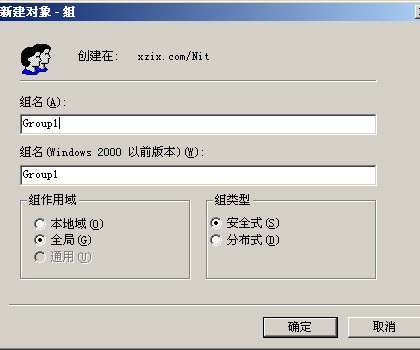 新建对象 - 组
创建在: xzix.com/Nit
组名(A):
Group1
组名(Windows 2000 以前版本)(W):
Group1
组作用域
本地域(O)
全局(G)
通用(U)
组类型
安全式(S)
分布式(D)
确定
取消